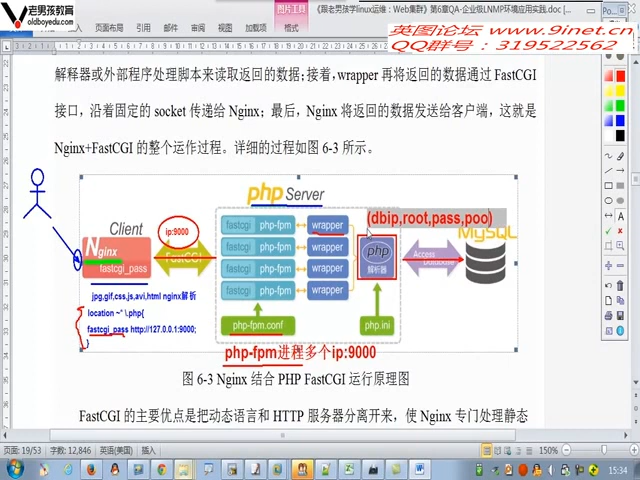 老男孩教育
oldboyedu.com
图片工具
《跟老男孩学linux运维：Web集群》第6章QA-企业级LNMP环境应用实践.doc [
英图论坛 www.9inet.cn
QQ群号：319522562
页面布局
引用
邮件
审阅
视图
加载项
格式
解释器或外部程序处理脚本来读取返回的数据；接着，wrapper 再将返回的数据通过 FastCGI
接口，沿着固定的 socket 传递给 Nginx；最后，Nginx 将返回的数据发送给客户端，这就是
Nginx+FastCGI 的整个运作过程。详细的过程如图 6-3 所示。
php Server
(dbip,root,pass,poo)
Client
ip:9000
fastcgi php-fpm wrapper
MySQL
Nginx
fastcgi_pass
FastCGI
fastcgi php-fpm wrapper
php
解析器
Access
Database
fastcgi php-fpm wrapper
jpg,gif,css,js,avi,html nginx解析
fastcgi php-fpm wrapper
location ~* \.php{
fastcgi_pass http://127.0.0.1:9000;
}
php-fpm.conf
php.ini
php-fpm进程多个ip:9000
图 6-3 Nginx 结合 PHP FastCGI 运行原理图
FastCGI 的主要优点是把动态语言和 HTTP 服务器分离开来，使 Nginx 专门处理静态
页面: 19/53
字数: 12,846
英语(美国)
插入
150%
15:34